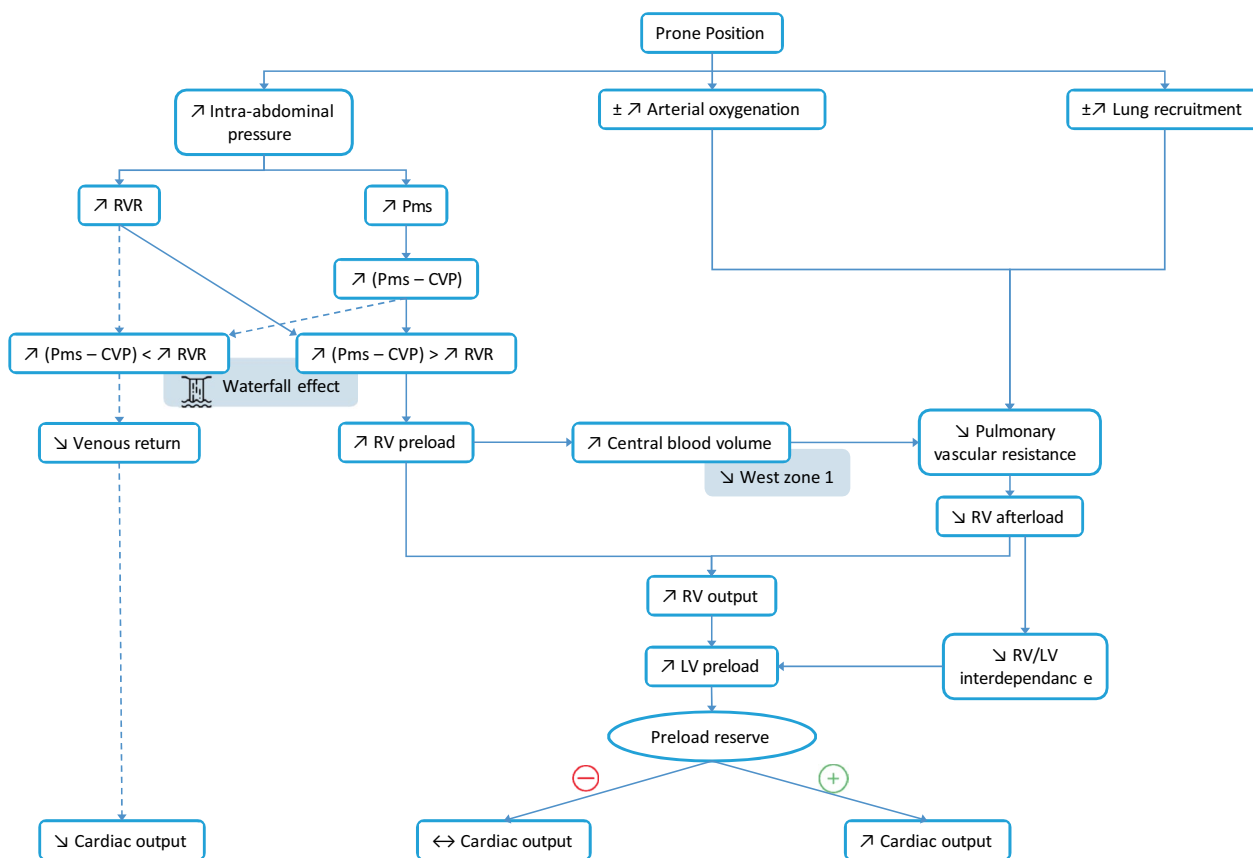 Prone Position
↗ Intra-abdominal
pressure
± ↗ Arterial oxygenation
±↗ Lung recruitment
↗ RVR
↗ Pms
↗ (Pms – CVP)
↗ (Pms – CVP) < ↗ RVR
↗ (Pms – CVP) > ↗ RVR
Waterfall effect
↘ Venous return
↗ RV preload
↗ Central blood volume
↘ Pulmonary
vascular resistance
↘ West zone 1
↘ RV afterload
↗ RV output
↗ LV preload
↘ RV/LV
interdependanc e
Preload reserve
−
+
↘ Cardiac output
↔ Cardiac output
↗ Cardiac output